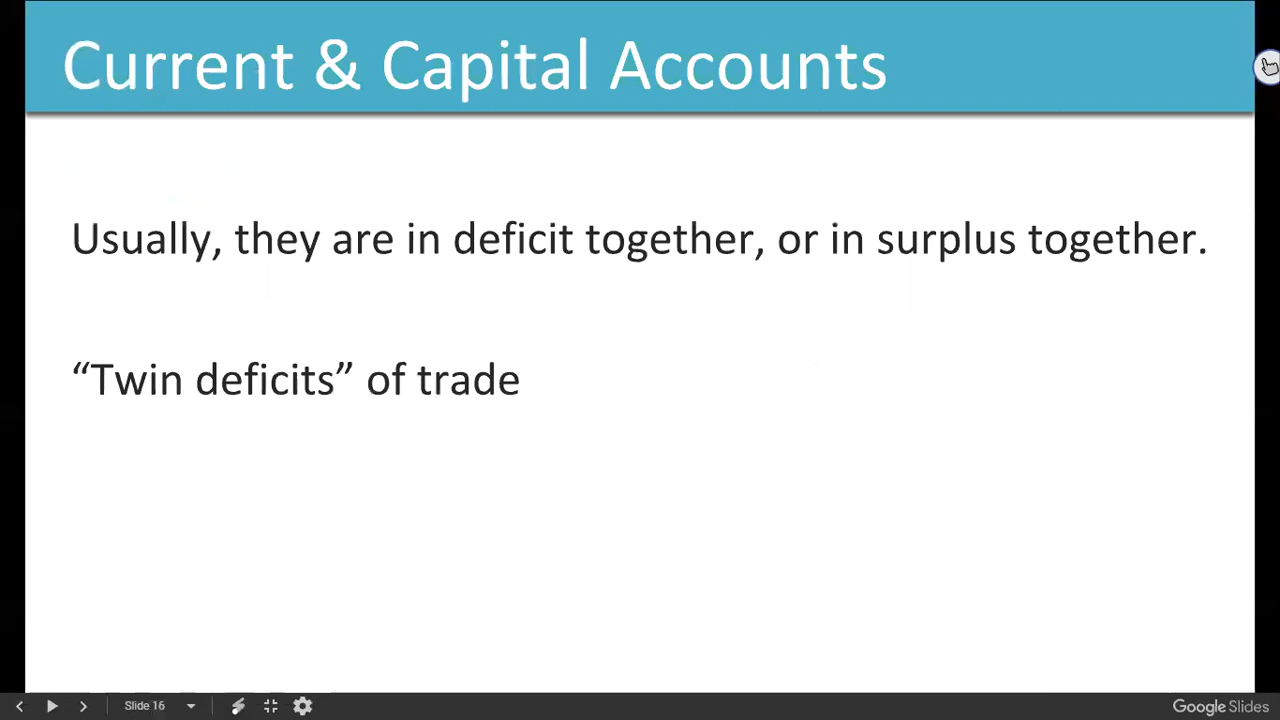 Current & Capital Accounts
Usually, they are in deficit together, or in surplus together.
“Twin deficits” of trade
Slide 16
Google Slides